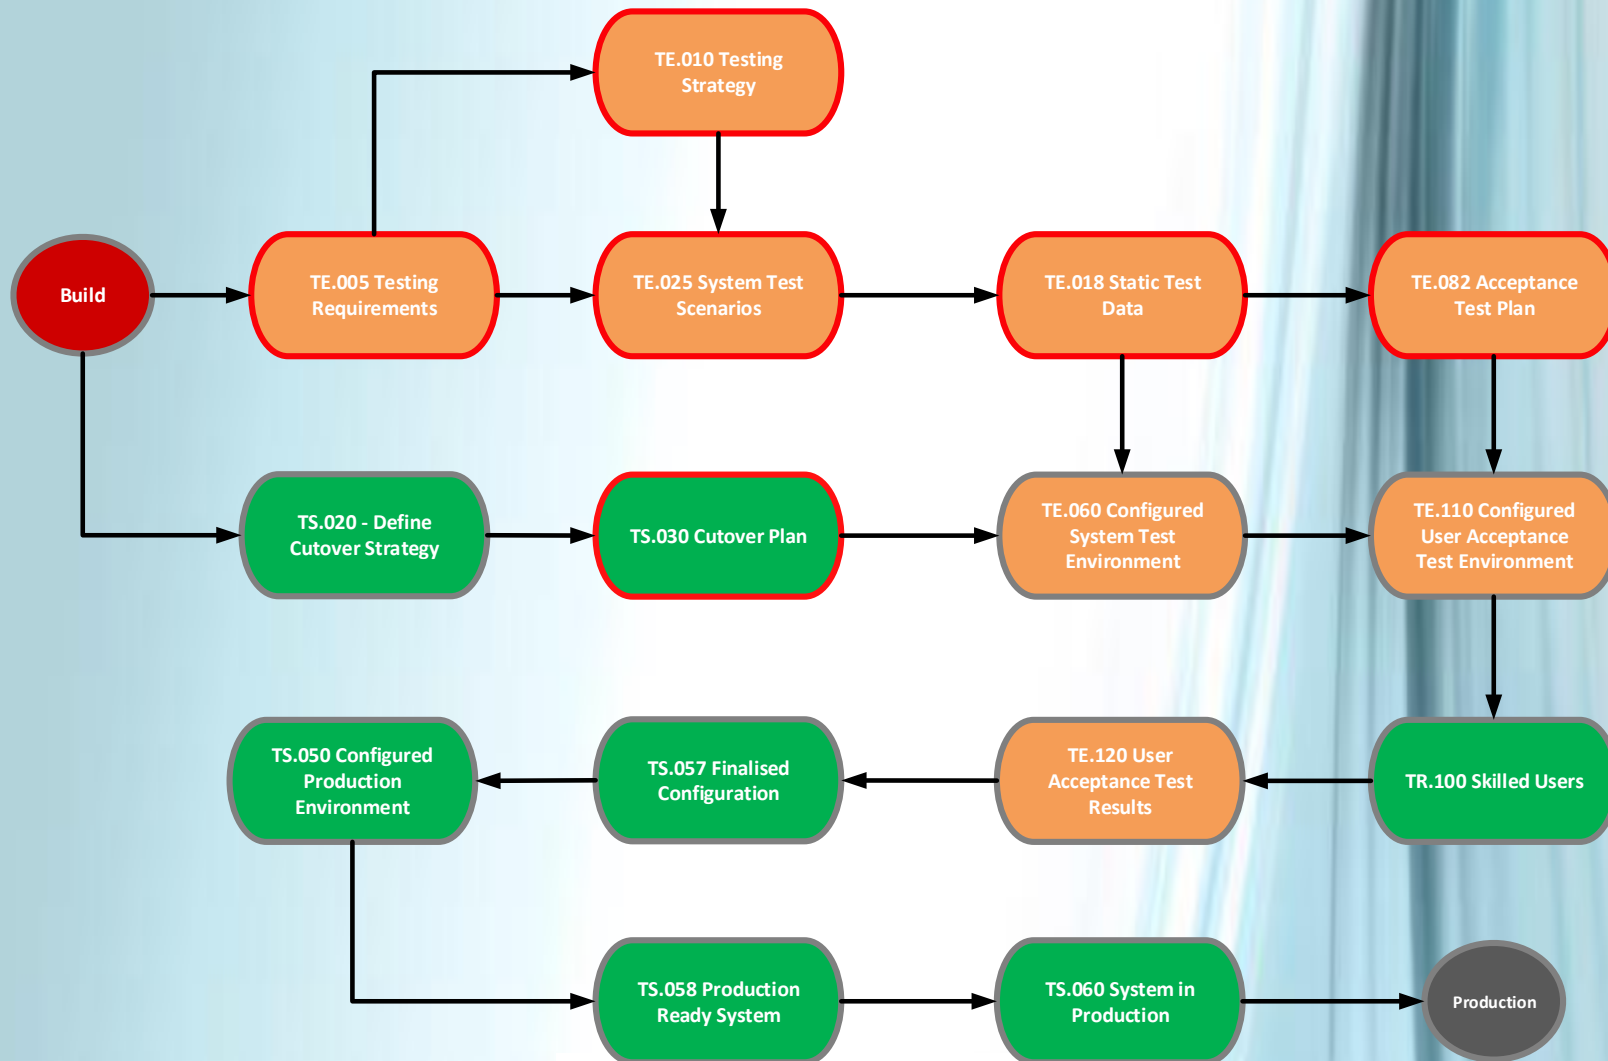 TE.010 Testing
Strategy
Build
TE.005 Testing
Requirements
TE.025 System Test
Scenarios
TE.018 Static Test
Data
TE.082 Acceptance
Test Plan
TS.020 - Define
Cutover Strategy
TS.030 Cutover Plan
TE.060 Configured
System Test
Environment
TE.110 Configured
User Acceptance
Test Environment
TS.050 Configured
Production
Environment
TS.057 Finalised
Configuration
TE.120 User
Acceptance Test
Results
TR.100 Skilled Users
TS.058 Production
Ready System
TS.060 System in
Production
Production